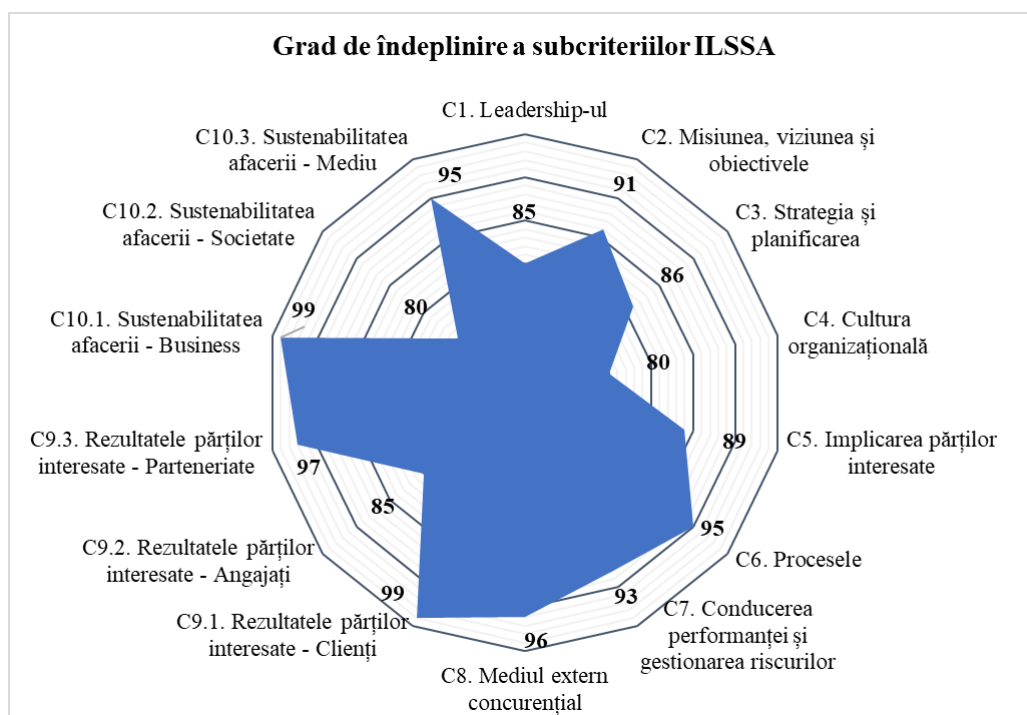 Grad de îndeplinire a subcriteriilor ILSSA
C1. Leadership-ul
85
C2. Misiunea, viziunea și
obiectivele
91
C3. Strategia și
planificarea
86
C4. Cultura
organizațională
80
C5. Implicarea părților
interesate
89
C6. Procesele
95
C7. Conducerea
performanței și
gestionarea riscurilor
93
C8. Mediul extern
concurențial
96
C9.1. Rezultatele părților
interesate - Clienți
99
C9.2. Rezultatele părților
interesate - Angajați
85
C9.3. Rezultatele părților
interesate - Parteneriate
97
C10.1. Sustenabilitatea
afacerii - Business
99
C10.2. Sustenabilitatea
afacerii - Societate
80
C10.3. Sustenabilitatea
afacerii - Mediu
95